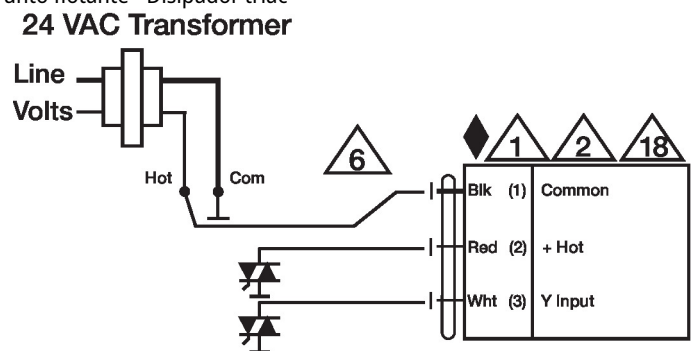 24 VAC Transformer
Line
Volts
Hot
Com
6
1
2
18
Blk (1) Common
Red (2) + Hot
Wht (3) Y Input